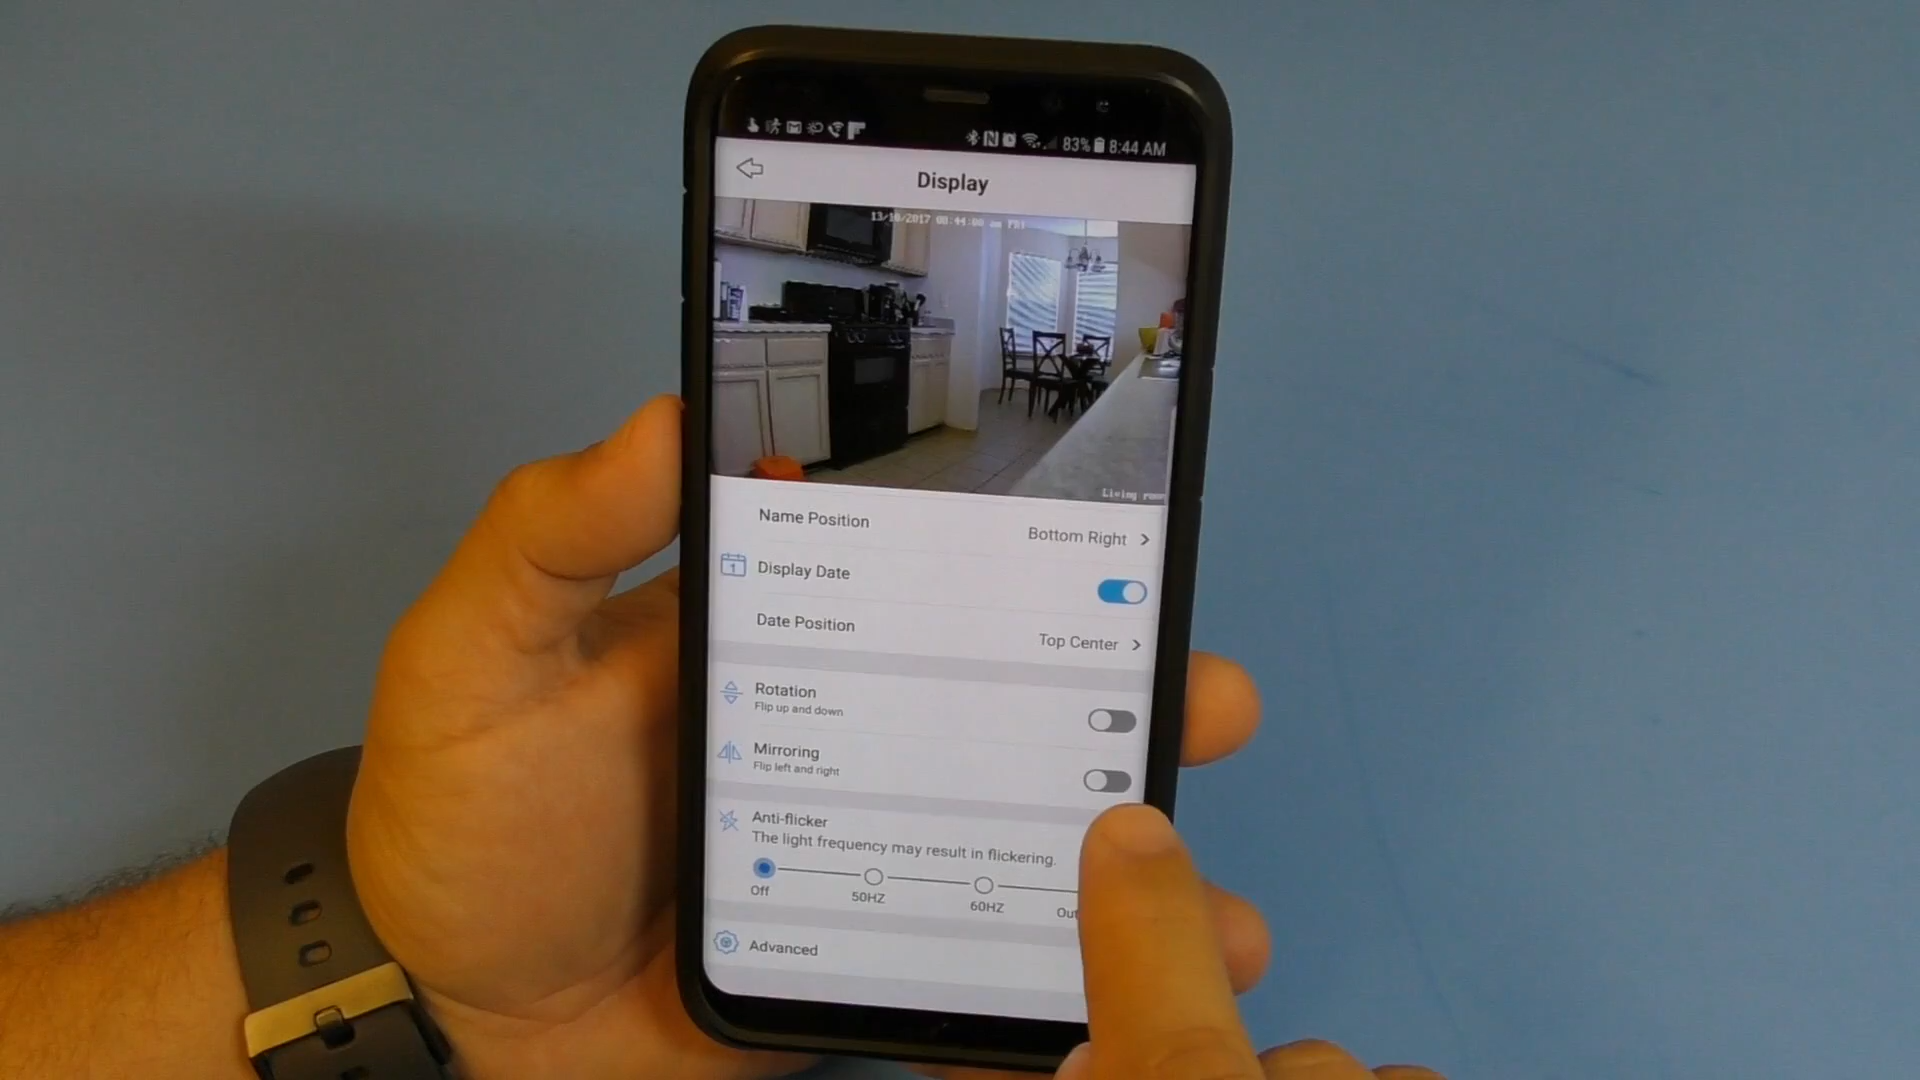 83% 8:44 AM
Display
13/10/2017 08:44:00 am FRI
Living room
Name Position
Bottom Right
Display Date
Date Position
Top Center
Rotation
Flip up and down
Mirroring
Flip left and right
Anti-flicker
The light frequency may result in flickering.
Off
50HZ
60HZ
Out
Advanced